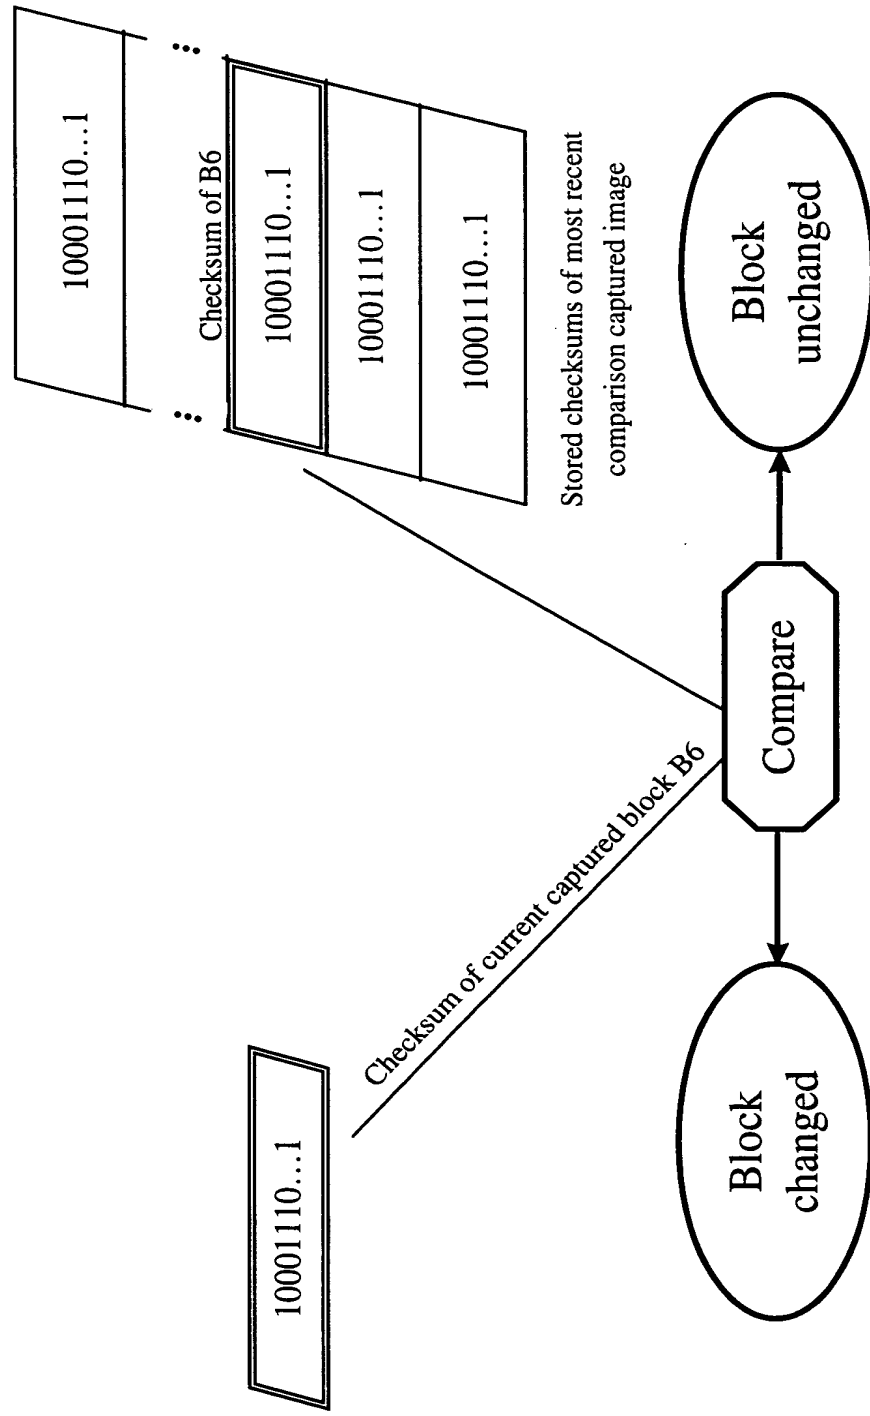 10001110...1
Checksum of B6
10001110...1
10001110...1
10001110...1
Stored checksums of most recent
comparison captured image
10001110...1
Checksum of current captured block B6
Compare
Block
changed
Block
unchanged